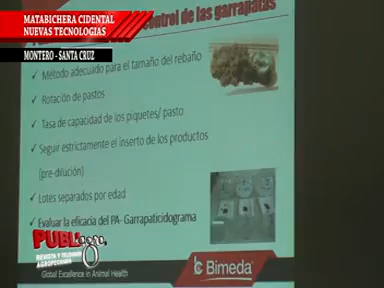 MATABICHERA CIDENTAL
NUEVAS TECNOLOGIAS
MONTERO - SANTA CRUZ
control de las garrapatas
✓ Método adecuado para el tamaño del rebaño
✓ Rotación de pastos
✓ Tasa de capacidad de los piquetes/ pasto
✓ Seguir estrictamente el inserto de los productos
(pre-dilución)
✓ Lotes separados por edad
✓ Evaluar la eficacia del PA- Garrapaticidograma
PUBLIagro
REVISTA Y TELEVISIÓN
AGROPECUARIA
Global Excellence in Animal Health
Bimeda